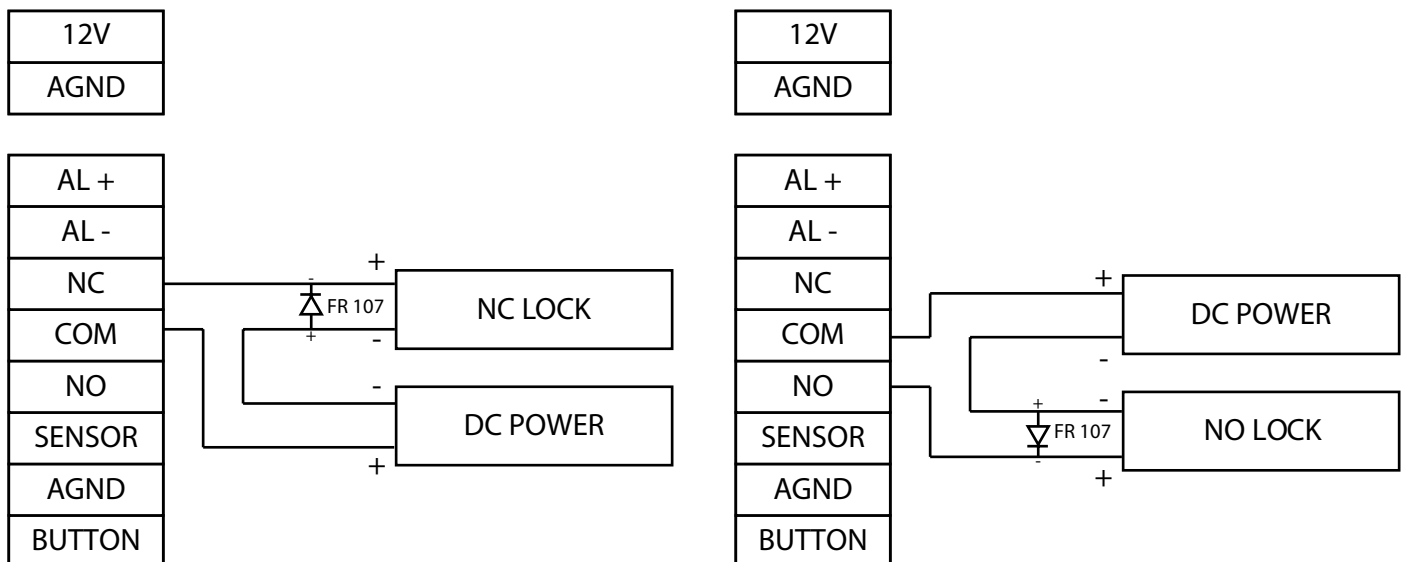 12V
AGND
AL +
AL -
NC
COM
NO
SENSOR
AGND
BUTTON
+
-
FR 107
+
-
NC LOCK
-
DC POWER
+
12V
AGND
AL +
AL -
NC
COM
NO
SENSOR
AGND
BUTTON
+
DC POWER
-
-
+
FR 107
-
NO LOCK
+